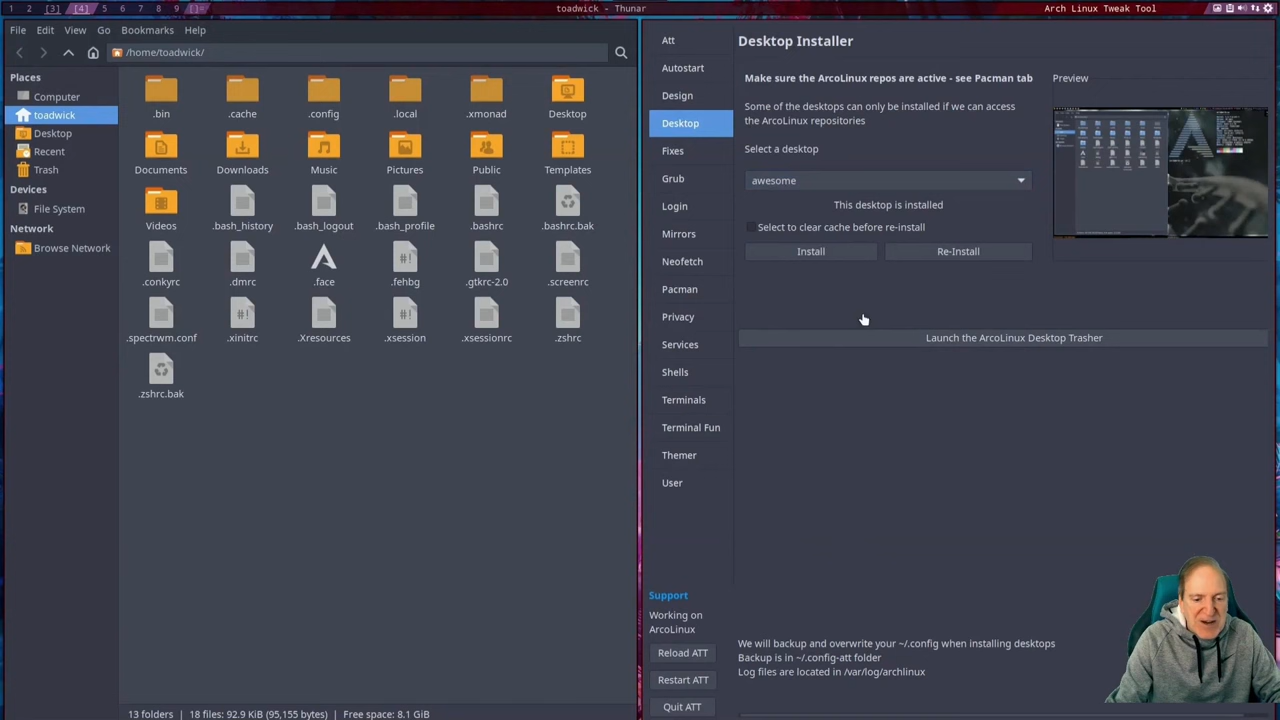 1 2 [3] [4] 5 6 7 8 9
toadwick - Thunar
Arch Linux Tweak Tool
File Edit View Go Bookmarks Help
/home/toadwick/
Places
Computer
toadwick
Desktop
Recent
Trash
Devices
File System
Network
Browse Network
.bin .cache .config .local .xmonad Desktop
Documents Downloads Music Pictures Public Templates
Videos .bash_history .bash_logout .bash_profile .bashrc .bashrc.bak
.conkyrc .dmrc .face .fehbg .gtkrc-2.0 .screenrc
.spectrwm.conf .xinitrc .Xresources .xsession .xsessionrc .zshrc
.zshrc.bak
13 folders | 18 files: 92.9 KiB (95,155 bytes) | Free space: 8.1 GiB
Att
Autostart
Design
Desktop
Fixes
Grub
Login
Mirrors
Neofetch
Pacman
Privacy
Services
Shells
Terminals
Terminal Fun
Themer
User
Support
Working on
ArcoLinux
Reload ATT
Restart ATT
Quit ATT
Desktop Installer
Make sure the ArcoLinux repos are active - see Pacman tab
Some of the desktops can only be installed if we can access
the ArcoLinux repositories
Select a desktop
awesome
This desktop is installed
Select to clear cache before re-install
Install Re-Install
Preview
Launch the ArcoLinux Desktop Trasher
We will backup and overwrite your ~/.config when installing desktops
Backup is in ~/.config-att folder
Log files are located in /var/log/archlinux